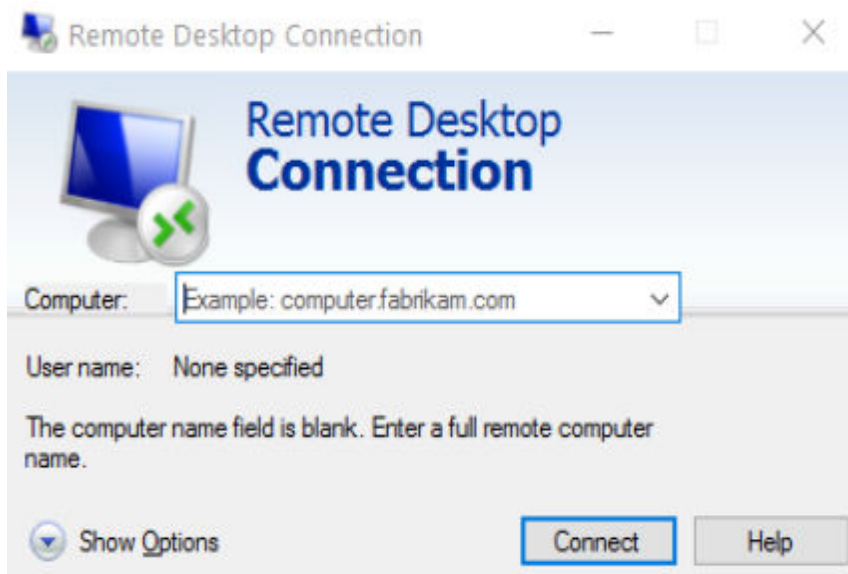 Remote Desktop Connection
Remote Desktop
Connection
Computer: Example: computer.fabrikam.com
User name: None specified
The computer name field is blank. Enter a full remote computer
name.
Show Options Connect Help